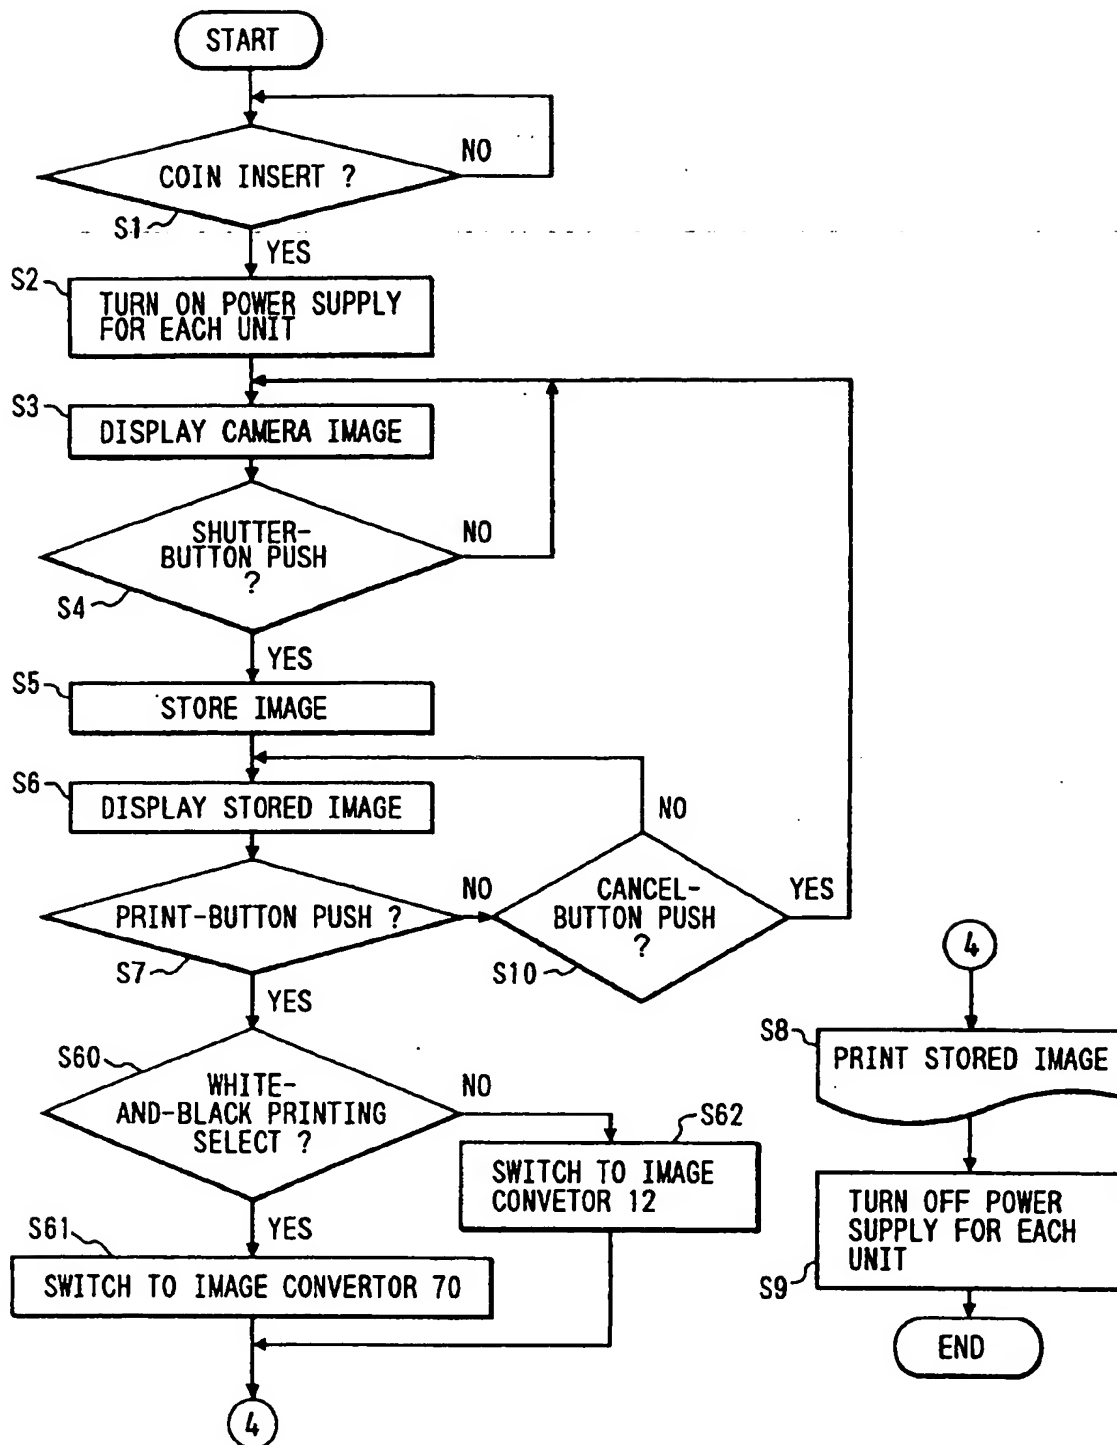 START
COIN INSERT ?
NO
S1
YES
S2
TURN ON POWER SUPPLY
FOR EACH UNIT
S3
DISPLAY CAMERA IMAGE
SHUTTER-
BUTTON PUSH
?
NO
S4
YES
S5
STORE IMAGE
S6
DISPLAY STORED IMAGE
NO
PRINT-BUTTON PUSH ?
NO
CANCEL-
BUTTON PUSH
?
YES
S7
S10
YES
S60
WHITE-
AND-BLACK PRINTING
SELECT ?
NO
S62
SWITCH TO IMAGE
CONVETOR 12
YES
S61
SWITCH TO IMAGE CONVERTOR 70
4
4
S8
PRINT STORED IMAGE
TURN OFF POWER
SUPPLY FOR EACH
UNIT
S9
END